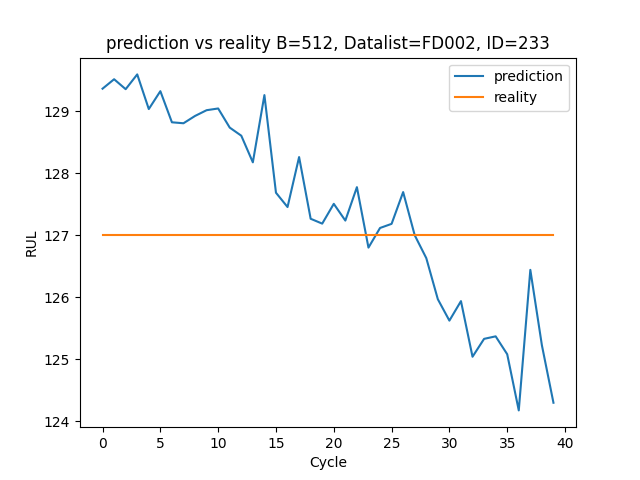 prediction vs reality B=512, Datalist=FD002, ID=233
prediction
reality
129
128
127
126
125
124
RUL
0 5 10 15 20 25 30 35 40
Cycle